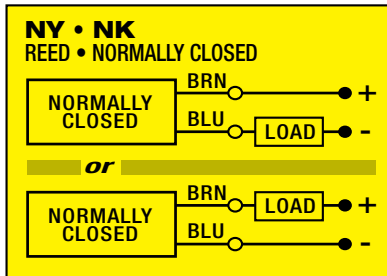 NY • NK
REED • NORMALLY CLOSED
BRN
+
NORMALLY
CLOSED
BLU
LOAD
-
or
BRN
LOAD
+
NORMALLY
CLOSED
BLU
-